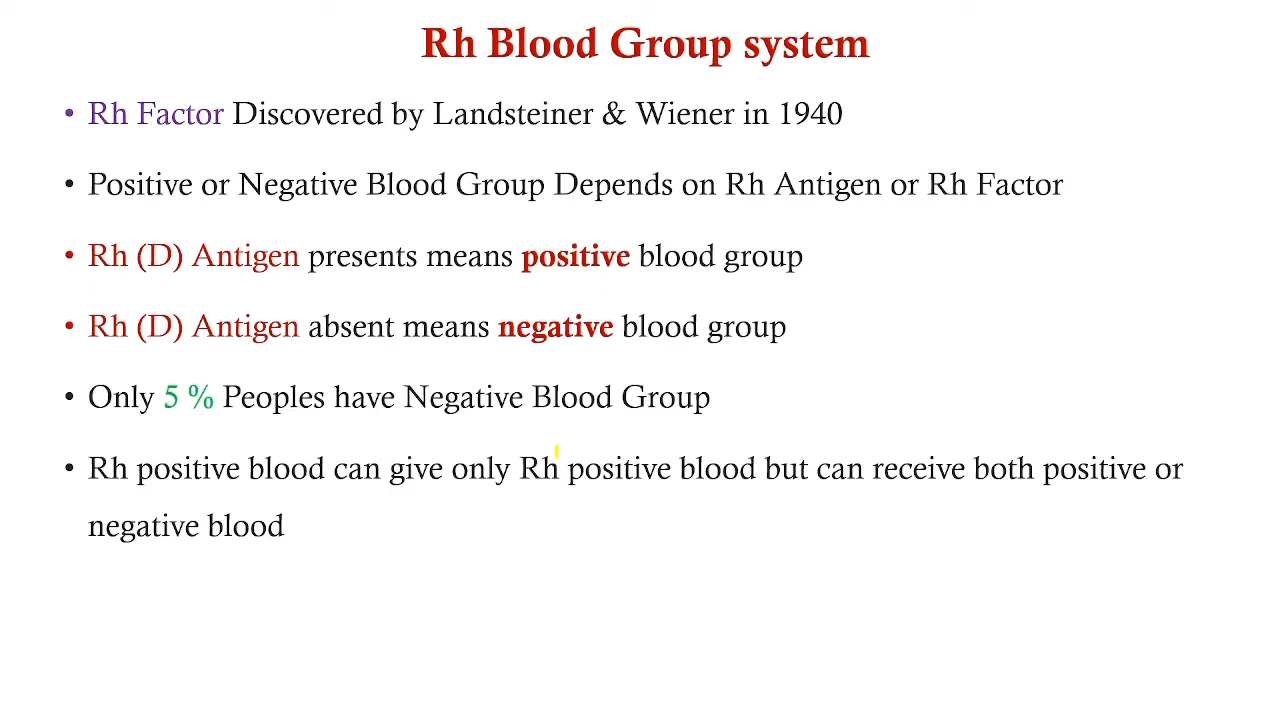 Rh Blood Group system
• Rh Factor Discovered by Landsteiner & Wiener in 1940
• Positive or Negative Blood Group Depends on Rh Antigen or Rh Factor
• Rh (D) Antigen presents means positive blood group
• Rh (D) Antigen absent means negative blood group
• Only 5 % Peoples have Negative Blood Group
• Rh positive blood can give only Rh positive blood but can receive both positive or
negative blood